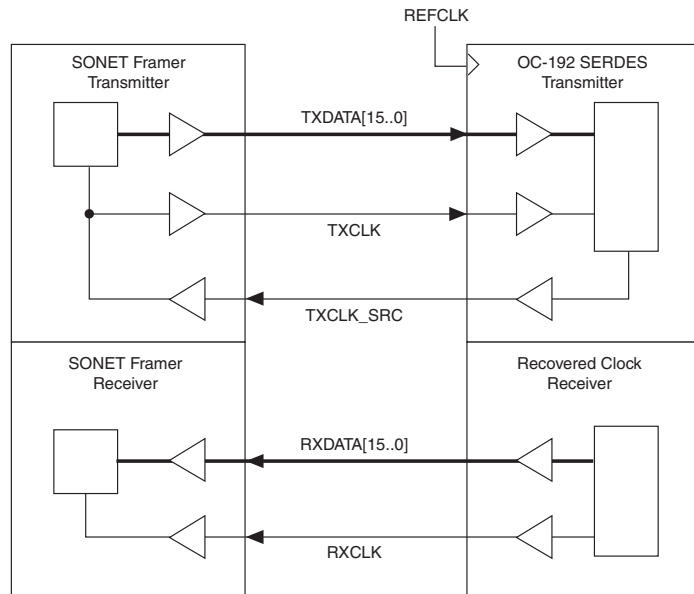 REFCLK
SONET Framer
Transmitter
OC-192 SERDES
Transmitter
TXDATA[15..0]
TXCLK
TXCLK_SRC
SONET Framer
Receiver
Recovered Clock
Receiver
RXDATA[15..0]
RXCLK